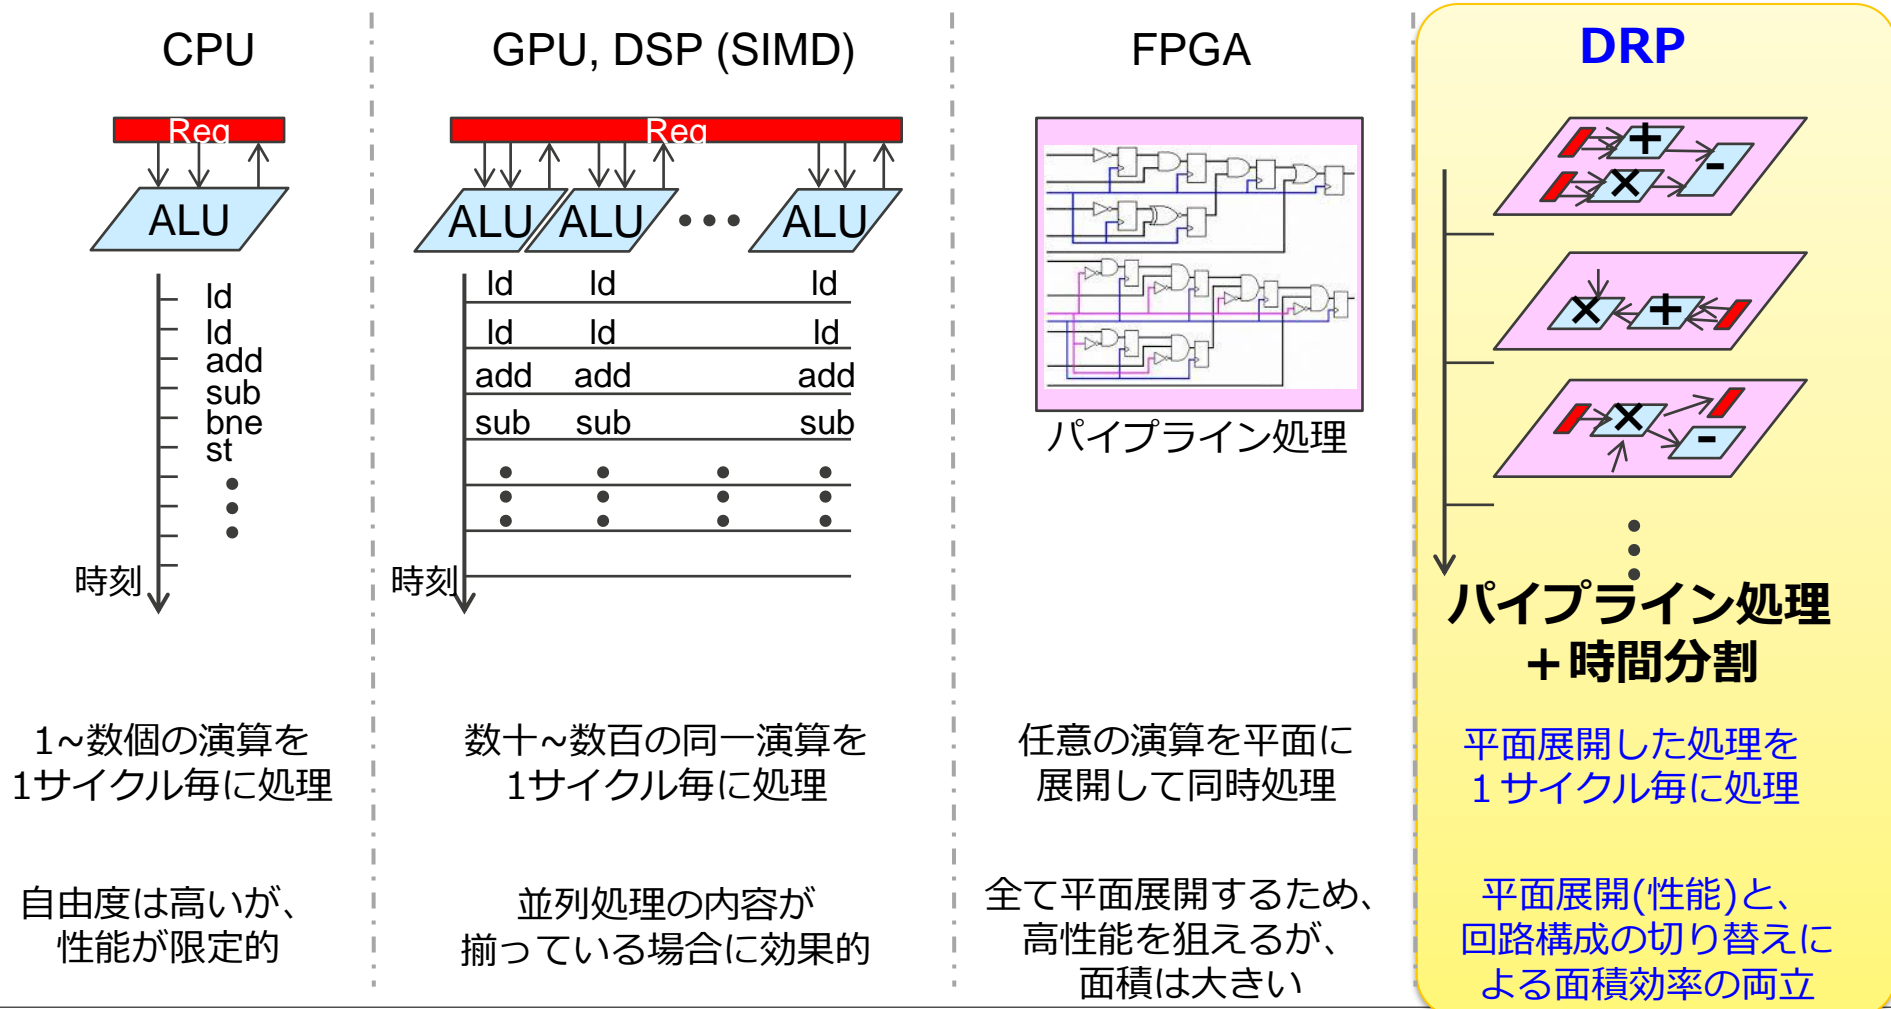 CPU
Reg
ALU
ld
ld
add
sub
bne
st
時刻
1~数個の演算を
1サイクル毎に処理
自由度は高いが、
性能が限定的
GPU, DSP (SIMD)
Reg
ALU ALU ALU
ld ld ld
ld ld ld
add add add
sub sub sub
時刻
数十~数百の同一演算を
1サイクル毎に処理
並列処理の内容が
揃っている場合に効果的
FPGA
パイプライン処理
任意の演算を平面に
展開して同時処理
全て平面展開するため、
高性能を狙えるが、
面積は大きい
DRP
+
-
×
× +
×
-
パイプライン処理
+時間分割
平面展開した処理を
1サイクル毎に処理
平面展開(性能)と、
回路構成の切り替えに
よる面積効率の両立